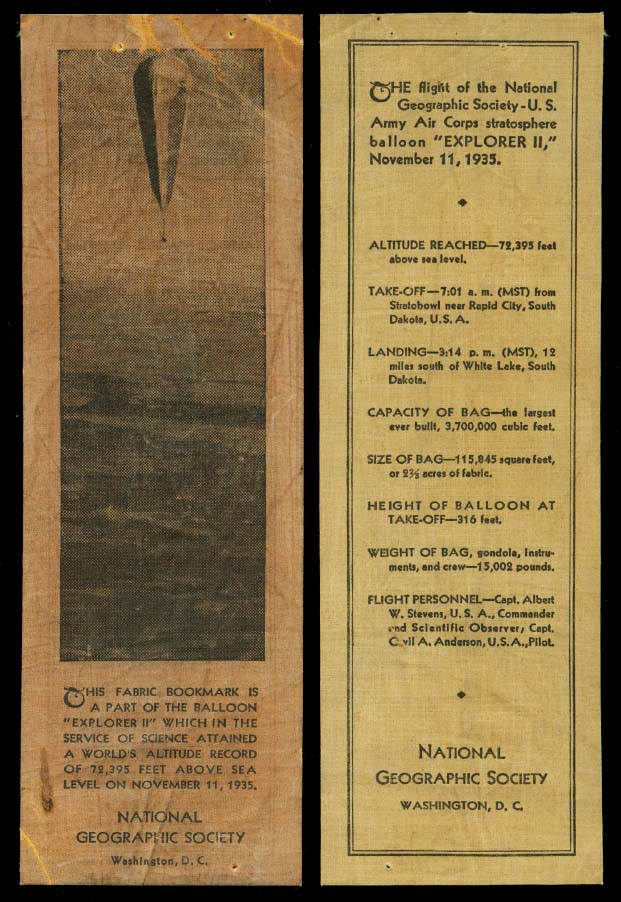 THIS FABRIC BOOKMARK IS
A PART OF THE BALLOON
"EXPLORER II" WHICH IN THE
SERVICE OF SCIENCE ATTAINED
A WORLD'S ALTITUDE RECORD
OF 72,395 FEET ABOVE SEA
LEVEL ON NOVEMBER 11, 1935.
NATIONAL
GEOGRAPHIC SOCIETY
Washington, D. C.
THE flight of the National
Geographic Society-U. S.
Army Air Corps stratosphere
balloon "EXPLORER II,"
November 11, 1935.
ALTITUDE REACHED—72,395 feet
above sea level.
TAKE-OFF—7:01 a. m. (MST) from
Stratobowl near Rapid City, South
Dakota, U. S. A.
LANDING—3:14 p. m. (MST), 12
miles south of White Lake, South
Dakota.
CAPACITY OF BAG—the largest
ever built, 3,700,000 cubic feet.
SIZE OF BAG—115,845 square feet,
or 2⅔ acres of fabric.
HEIGHT OF BALLOON AT
TAKE-OFF—316 feet.
WEIGHT OF BAG, gondola, instru-
ments, and crew—15,002 pounds.
FLIGHT PERSONNEL—Capt. Albert
W. Stevens, U. S. A., Commander
and Scientific Observer; Capt.
Orvil A. Anderson, U.S.A., Pilot.
NATIONAL
GEOGRAPHIC SOCIETY
WASHINGTON, D. C.